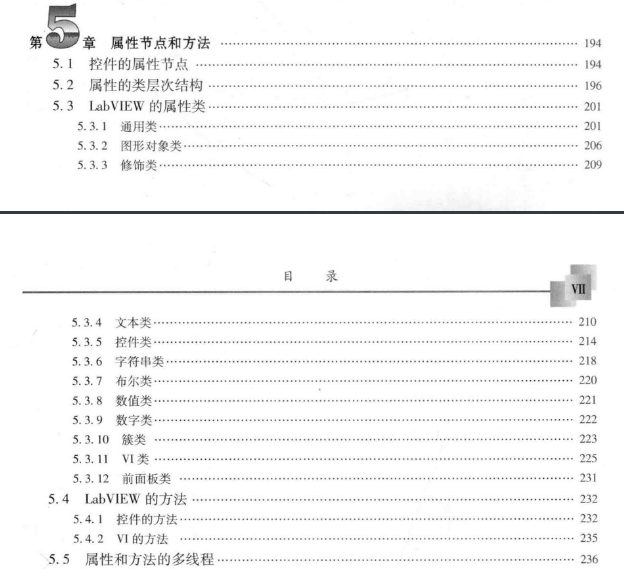 第5章 属性节点和方法 …… 194
5.1 控件的属性节点 …… 194
5.2 属性的类层次结构 …… 196
5.3 LabVIEW 的属性类 …… 201
5.3.1 通用类 …… 201
5.3.2 图形对象类 …… 206
5.3.3 修饰类 …… 209
目 录
VII
5.3.4 文本类 …… 210
5.3.5 控件类 …… 214
5.3.6 字符串类 …… 218
5.3.7 布尔类 …… 220
5.3.8 数值类 …… 221
5.3.9 数字类 …… 222
5.3.10 簇类 …… 223
5.3.11 VI 类 …… 225
5.3.12 前面板类 …… 231
5.4 LabVIEW 的方法 …… 232
5.4.1 控件的方法 …… 232
5.4.2 VI 的方法 …… 235
5.5 属性和方法的多线程 …… 236